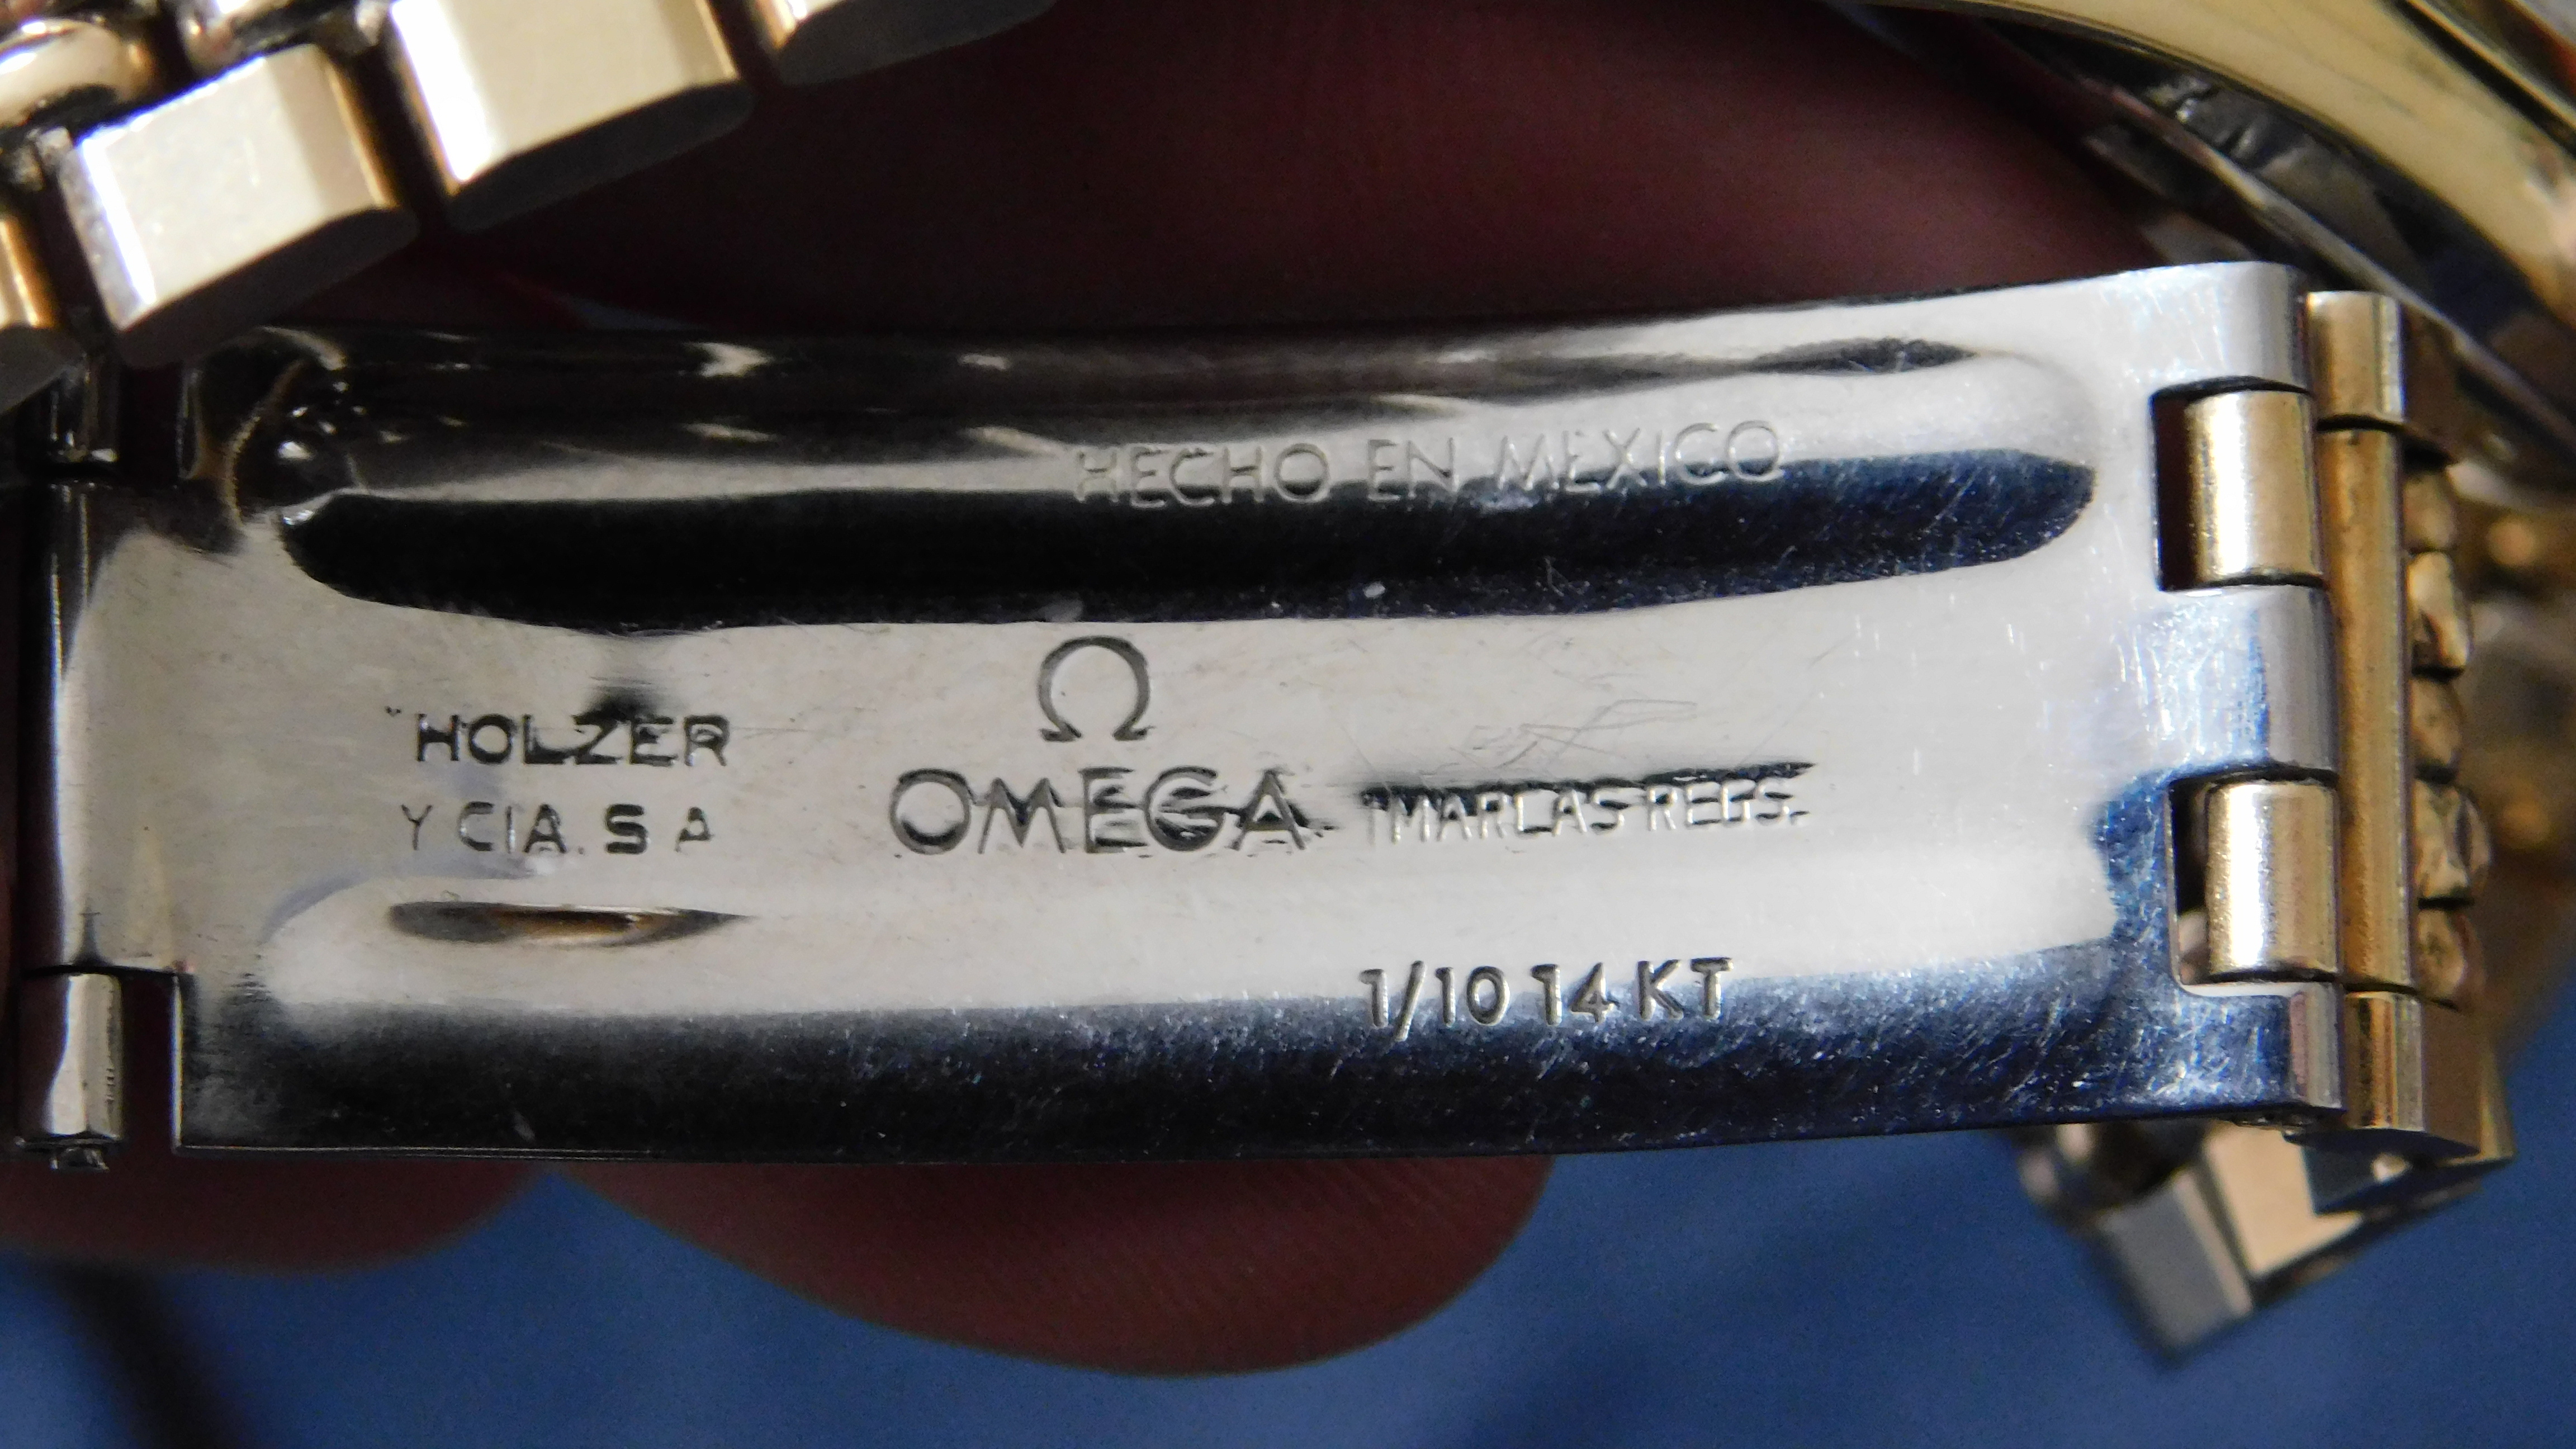 HECHO EN MEXICO
Ω
"HOLZER
Y CIA. S A
OMEGA
MARCAS REGS.
1/10 14 KT